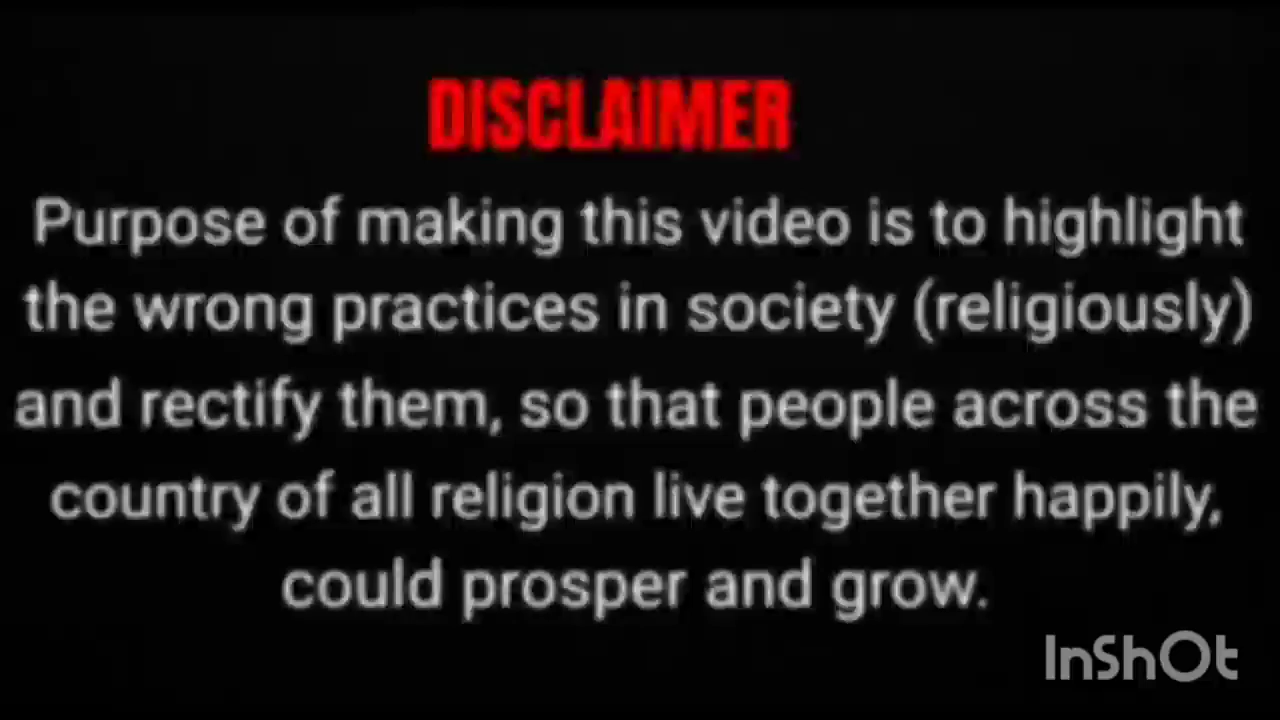 DISCLAIMER
Purpose of making this video is to highlight
the wrong practices in society (religiously)
and rectify them, so that people across the
country of all religion live together happily,
could prosper and grow.
InShOt